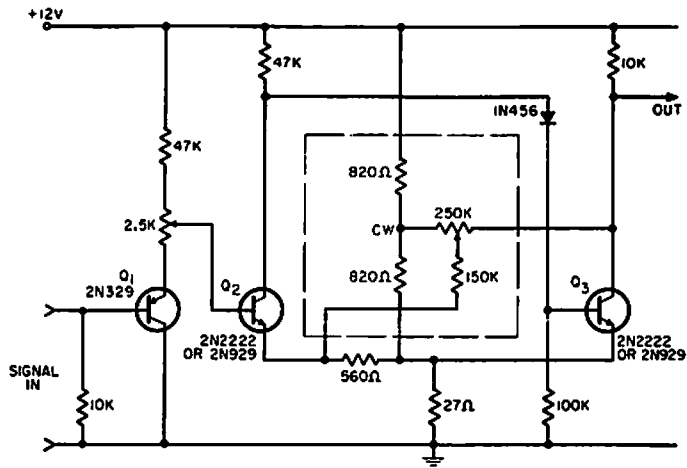 +12V
47K
10K
1N456
OUT
47K
820Ω
250K
CW
2.5K
820Ω
150K
Q1
2N329
Q2
Q3
2N2222
OR 2N929
2N2222
OR 2N929
560Ω
SIGNAL
IN
10K
27Ω
100K